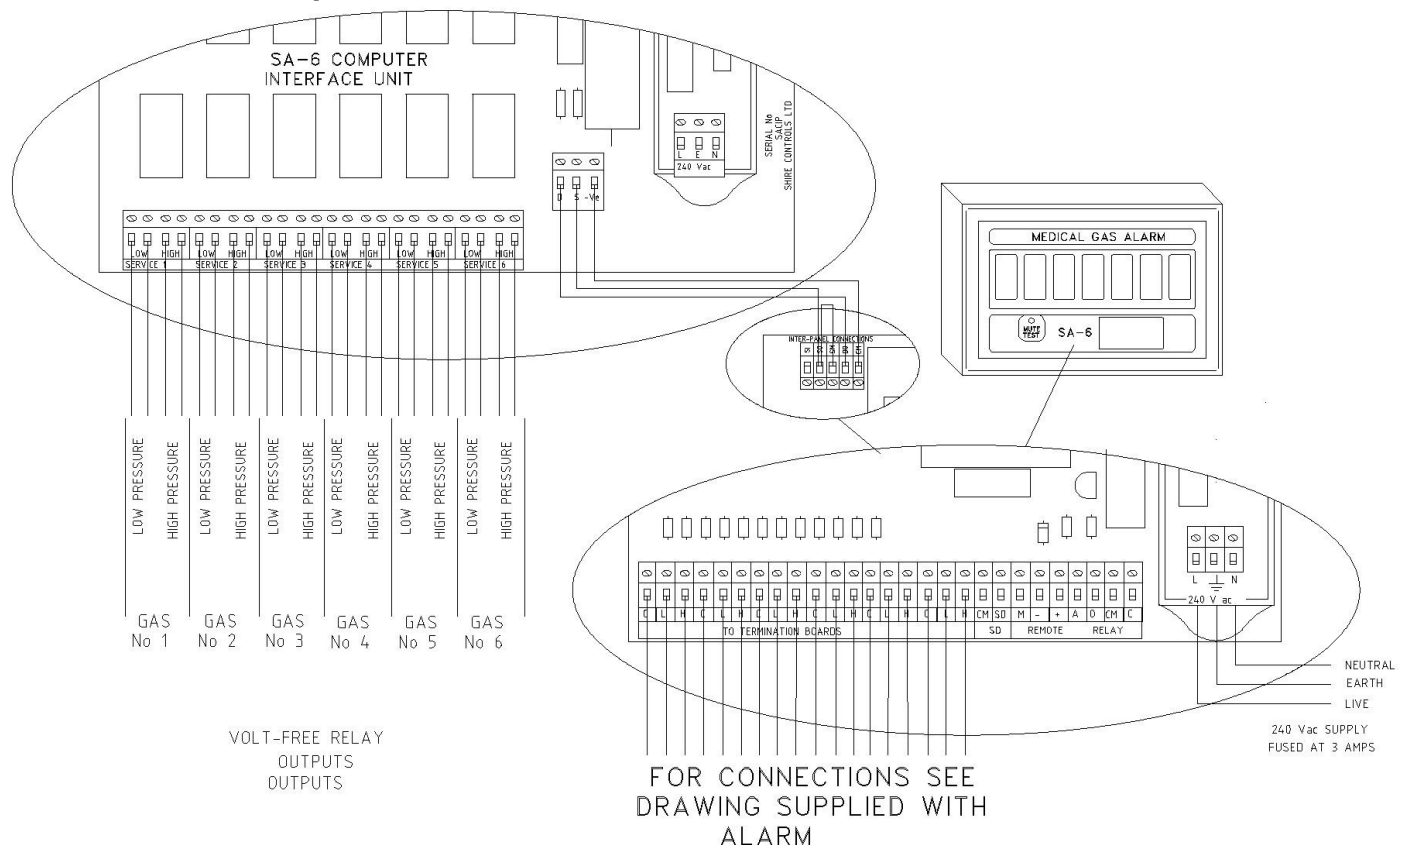 SA-6 COMPUTER
INTERFACE UNIT
L E N
240 Vac
SERIAL No
SACIP
SHIRE CONTROLS LTD
D S -Ve
LOW HIGH LOW HIGH LOW HIGH LOW HIGH LOW HIGH LOW HIGH
SERVICE 1 SERVICE 2 SERVICE 3 SERVICE 4 SERVICE 5 SERVICE 6
MEDICAL GAS ALARM
MUTE
TEST
SA-6
INTER-PANEL CONNECTIONS
SI SO CM DO CM
LOW PRESSURE
HIGH PRESSURE
LOW PRESSURE
HIGH PRESSURE
LOW PRESSURE
HIGH PRESSURE
LOW PRESSURE
HIGH PRESSURE
LOW PRESSURE
HIGH PRESSURE
LOW PRESSURE
HIGH PRESSURE
GAS GAS GAS GAS GAS GAS
No 1 No 2 No 3 No 4 No 5 No 6
VOLT-FREE RELAY
OUTPUTS
OUTPUTS
L N
240 V ac
C L H C L H C L H C L H C L H C L H CM SD M - + A O CM C
TO TERMINATION BOARDS SD REMOTE RELAY
NEUTRAL
EARTH
LIVE
240 Vac SUPPLY
FUSED AT 3 AMPS
FOR CONNECTIONS SEE
DRAWING SUPPLIED WITH
ALARM